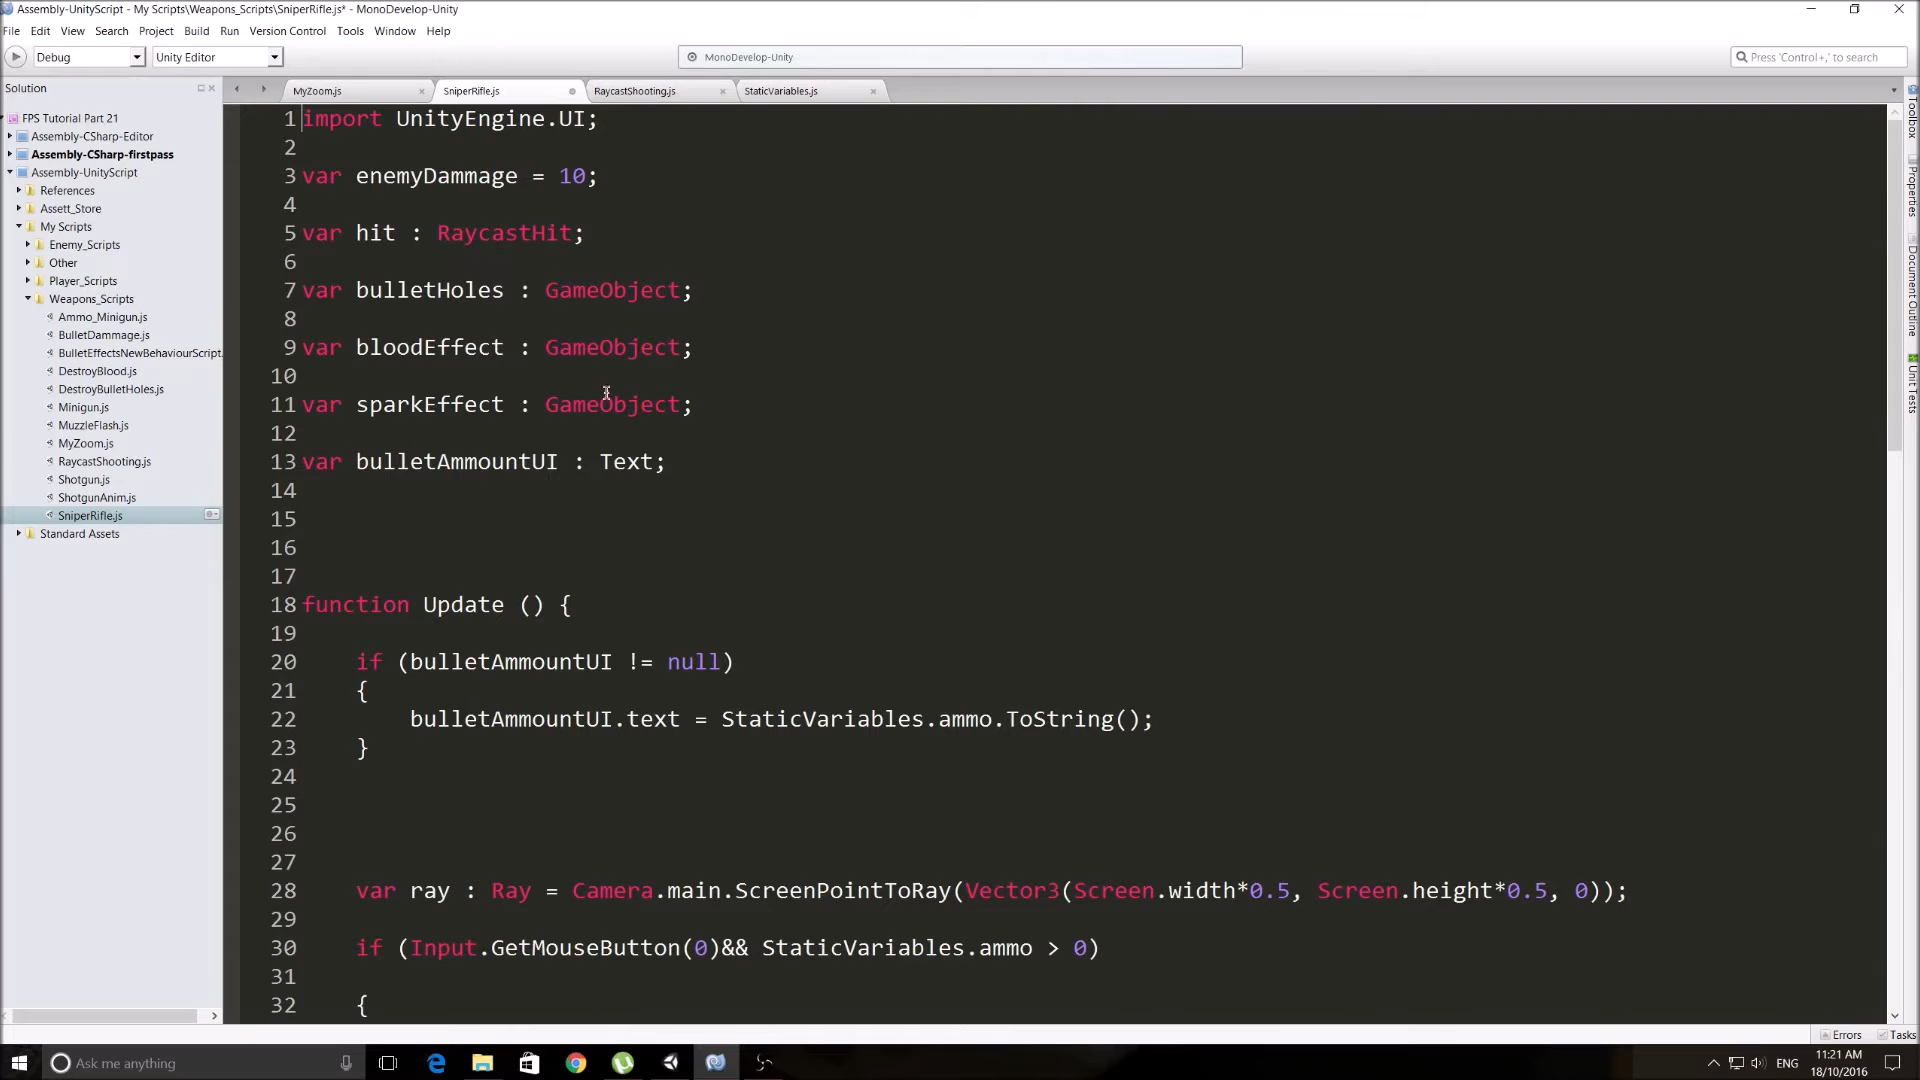 Assembly-UnityScript - My Scripts\Weapons_Scripts\SniperRifle.js* - MonoDevelop-Unity
File Edit View Search Project Build Run Version Control Tools Window Help
Debug Unity Editor MonoDevelop-Unity Press 'Control+,' to search
Solution
MyZoom.js SniperRifle.js RaycastShooting.js StaticVariables.js
FPS Tutorial Part 21
Assembly-CSharp-Editor
Assembly-CSharp-firstpass
Assembly-UnityScript
References
Assett_Store
My Scripts
Enemy_Scripts
Other
Player_Scripts
Weapons_Scripts
Ammo_Minigun.js
BulletDammage.js
BulletEffectsNewBehaviourScript.
DestroyBlood.js
DestroyBulletHoles.js
Minigun.js
MuzzleFlash.js
MyZoom.js
RaycastShooting.js
Shotgun.js
ShotgunAnim.js
SniperRifle.js
Standard Assets
1 import UnityEngine.UI;
2
3 var enemyDammage = 10;
4
5 var hit : RaycastHit;
6
7 var bulletHoles : GameObject;
8
9 var bloodEffect : GameObject;
10
11 var sparkEffect : GameObject;
12
13 var bulletAmmountUI : Text;
14
15
16
17
18 function Update () {
19
20 if (bulletAmmountUI != null)
21 {
22 bulletAmmountUI.text = StaticVariables.ammo.ToString();
23 }
24
25
26
27
28 var ray : Ray = Camera.main.ScreenPointToRay(Vector3(Screen.width*0.5, Screen.height*0.5, 0));
29
30 if (Input.GetMouseButton(0)&& StaticVariables.ammo > 0)
31
32 {
Toolbox
Properties
Document Outline
Unit Tests
Errors Tasks
Ask me anything
ENG
11:21 AM
18/10/2016